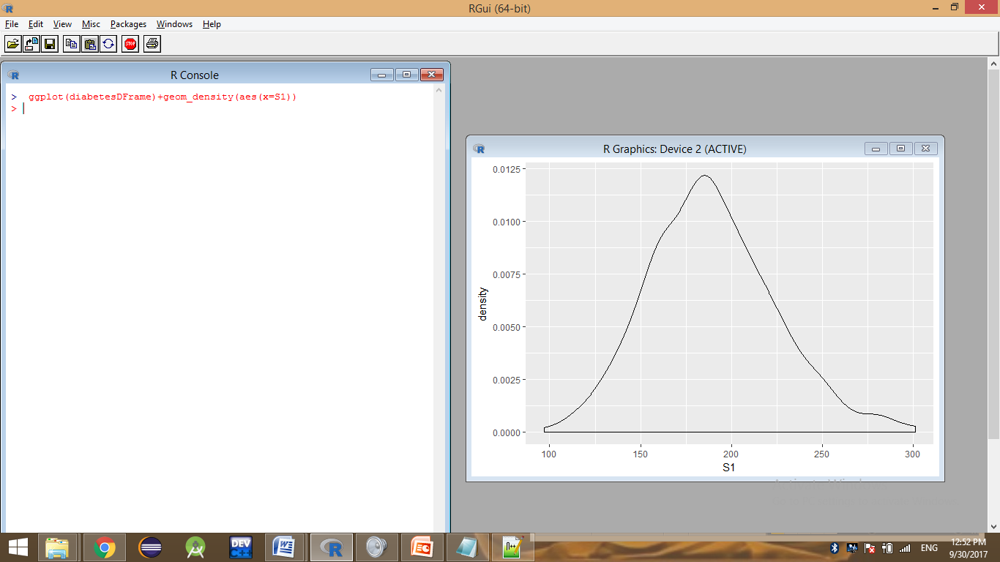 RGui (64-bit)
File Edit View Misc Packages Windows Help
STOP
R Console
> ggplot(diabetesDFrame)+geom_density(aes(x=S1))
>
R Graphics: Device 2 (ACTIVE)
0.0125
0.0100
0.0075
0.0050
0.0025
0.0000
density
100 150 200 250 300
S1
DEV
C++
ENG
12:52 PM
9/30/2017